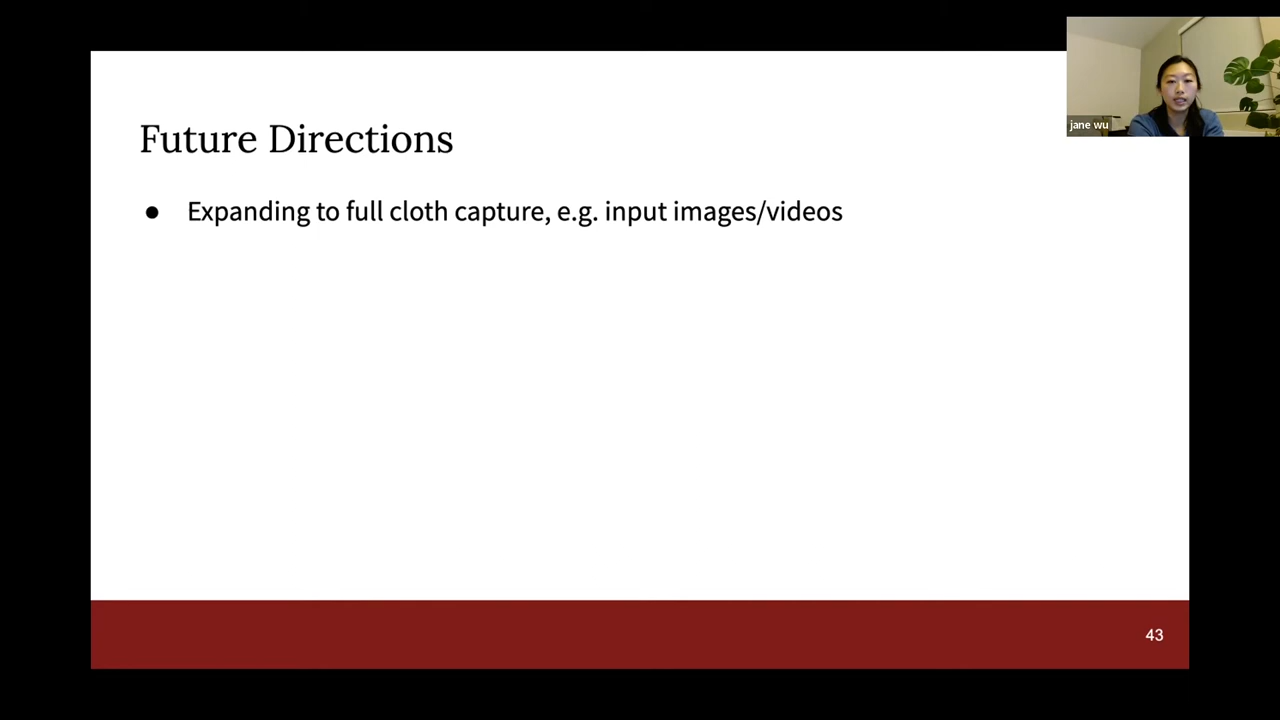 jane wu
Future Directions
● Expanding to full cloth capture, e.g. input images/videos
43